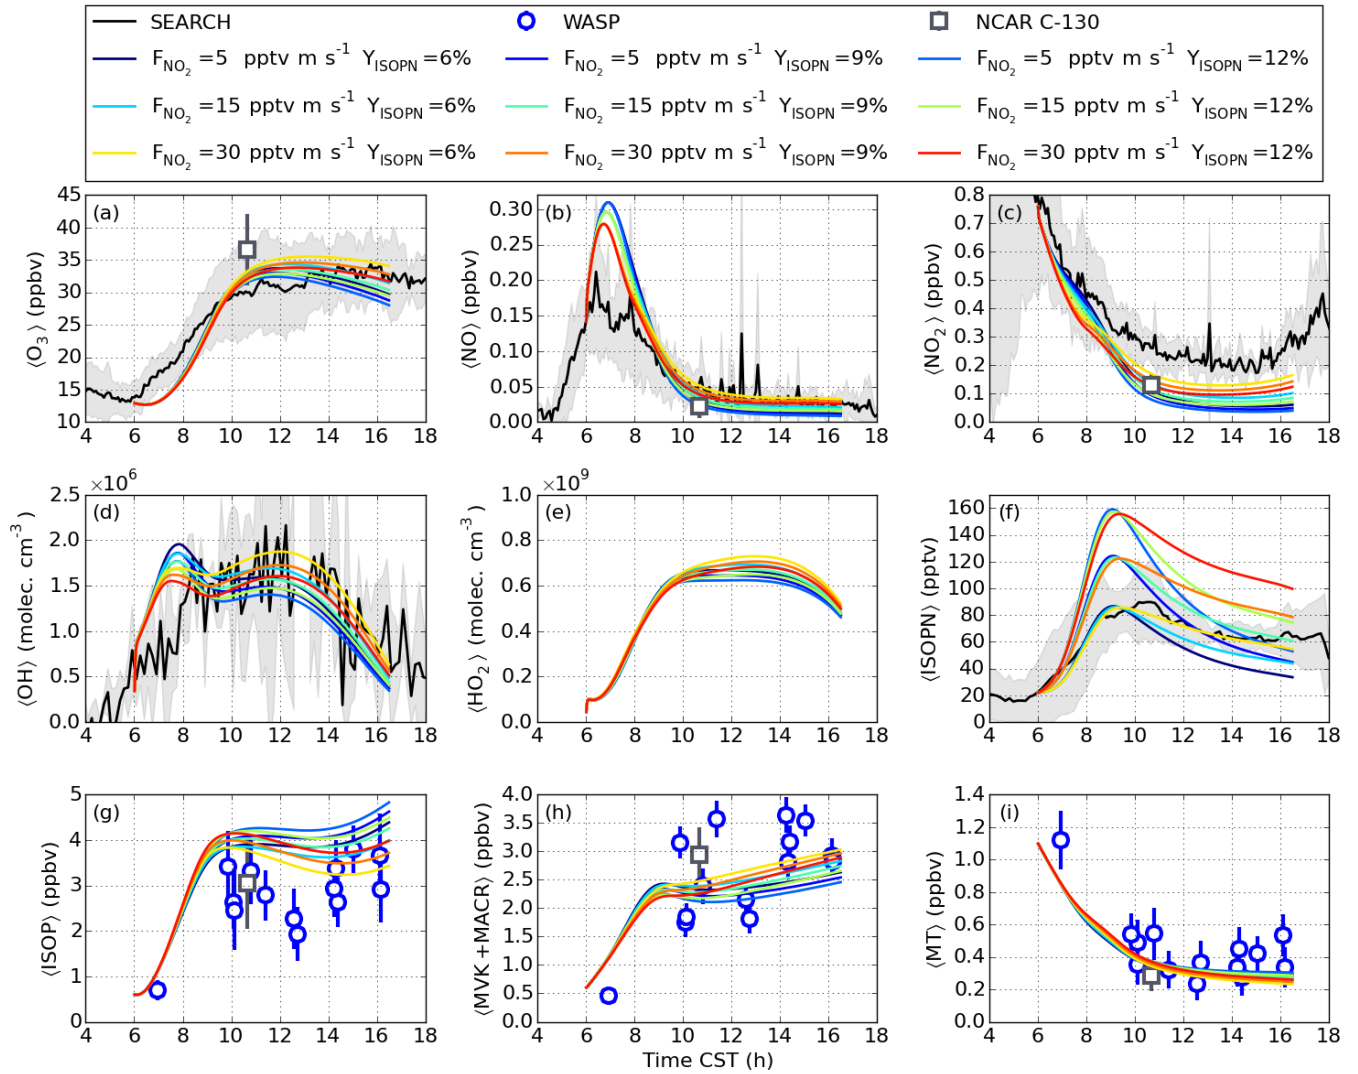 SEARCH WASP NCAR C-130
F_NO₂ =5 pptv m s⁻¹ Y_ISOPN =6% F_NO₂ =5 pptv m s⁻¹ Y_ISOPN =9% F_NO₂ =5 pptv m s⁻¹ Y_ISOPN =12%
F_NO₂ =15 pptv m s⁻¹ Y_ISOPN =6% F_NO₂ =15 pptv m s⁻¹ Y_ISOPN =9% F_NO₂ =15 pptv m s⁻¹ Y_ISOPN =12%
F_NO₂ =30 pptv m s⁻¹ Y_ISOPN =6% F_NO₂ =30 pptv m s⁻¹ Y_ISOPN =9% F_NO₂ =30 pptv m s⁻¹ Y_ISOPN =12%
(a)
⟨O₃⟩ (ppbv)
45
40
35
30
25
20
15
10
4 6 8 10 12 14 16 18
(b)
⟨NO⟩ (ppbv)
0.30
0.25
0.20
0.15
0.10
0.05
0.00
4 6 8 10 12 14 16 18
(c)
⟨NO₂⟩ (ppbv)
0.8
0.7
0.6
0.5
0.4
0.3
0.2
0.1
0.0
4 6 8 10 12 14 16 18
×10⁶
(d)
⟨OH⟩ (molec. cm⁻³)
2.5
2.0
1.5
1.0
0.5
0.0
4 6 8 10 12 14 16 18
×10⁹
(e)
⟨HO₂⟩ (molec. cm⁻³)
1.0
0.8
0.6
0.4
0.2
0.0
4 6 8 10 12 14 16 18
(f)
⟨ISOPN⟩ (pptv)
160
140
120
100
80
60
40
20
0
4 6 8 10 12 14 16 18
(g)
⟨ISOP⟩ (ppbv)
5
4
3
2
1
0
4 6 8 10 12 14 16 18
(h)
⟨MVK +MACR⟩ (ppbv)
4.0
3.5
3.0
2.5
2.0
1.5
1.0
0.5
0.0
4 6 8 10 12 14 16 18
Time CST (h)
(i)
⟨MT⟩ (ppbv)
1.4
1.2
1.0
0.8
0.6
0.4
0.2
0.0
4 6 8 10 12 14 16 18